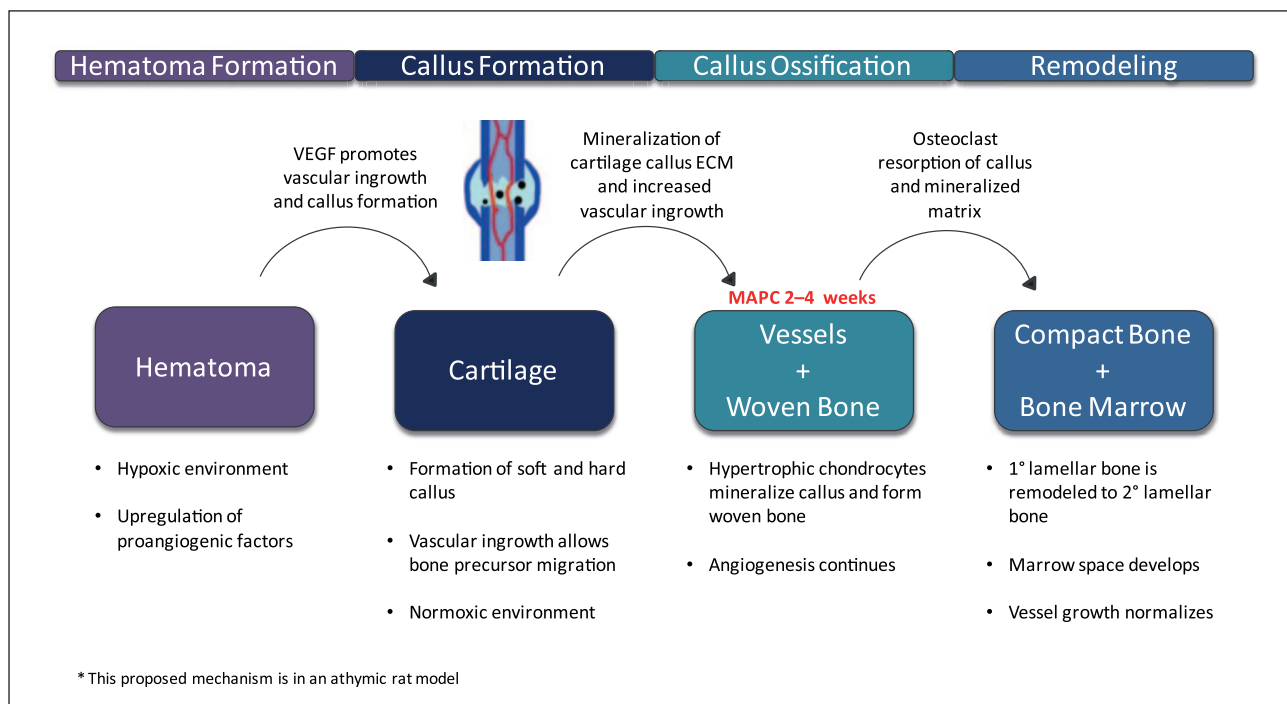 Hematoma Formation
Callus Formation
Callus Ossification
Remodeling
VEGF promotes
vascular ingrowth
and callus formation
Mineralization of
cartilage callus ECM
and increased
vascular ingrowth
Osteoclast
resorption of callus
and mineralized
matrix
MAPC 2–4 weeks
Hematoma
Cartilage
Vessels
+
Woven Bone
Compact Bone
+
Bone Marrow
• Hypoxic environment
• Upregulation of
proangiogenic factors
• Formation of soft and hard
callus
• Vascular ingrowth allows
bone precursor migration
• Normoxic environment
• Hypertrophic chondrocytes
mineralize callus and form
woven bone
• Angiogenesis continues
• 1° lamellar bone is
remodeled to 2° lamellar
bone
• Marrow space develops
• Vessel growth normalizes
* This proposed mechanism is in an athymic rat model